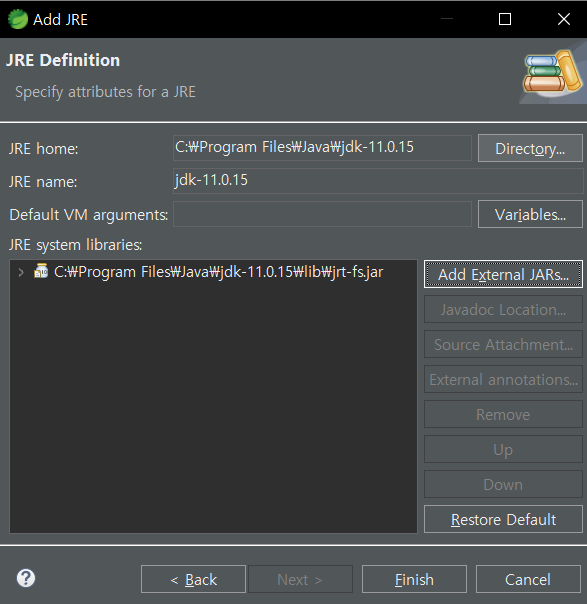 Add JRE
JRE Definition
Specify attributes for a JRE
JRE home: C:₩Program Files₩Java₩jdk-11.0.15 Directory...
JRE name: jdk-11.0.15
Default VM arguments: Variables...
JRE system libraries:
C:₩Program Files₩Java₩jdk-11.0.15₩lib₩jrt-fs.jar
Add External JARs...
Javadoc Location...
Source Attachment...
External annotations...
Remove
Up
Down
Restore Default
? < Back Next > Finish Cancel